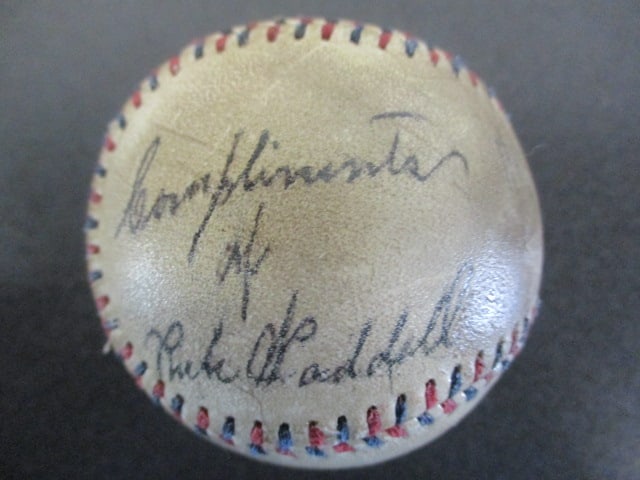 Compliments
of
Rube Waddell